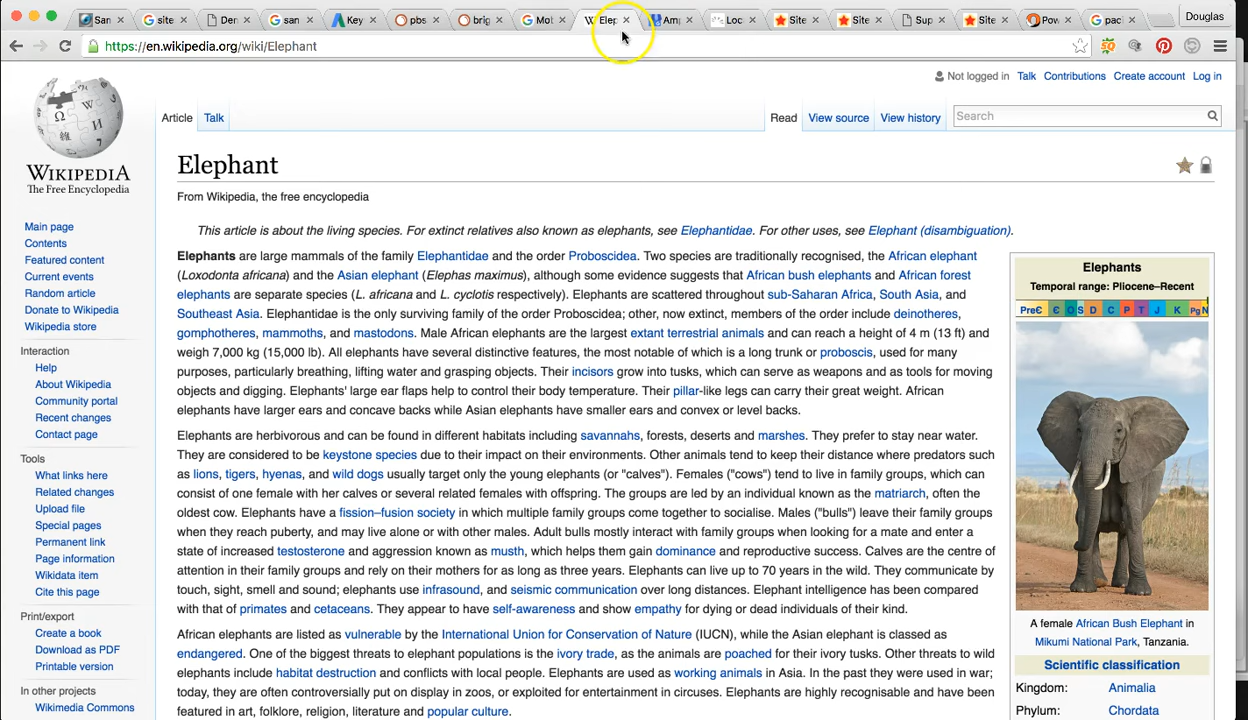 San
site
Der
san
Key
pbs
brig
Mob
Elep
Amp
Loc
Site
Site
Sup
Site
Pow
paci
Douglas
https://en.wikipedia.org/wiki/Elephant
Not logged in Talk Contributions Create account Log in
Article Talk Read View source View history Search
WIKIPEDIA
The Free Encyclopedia
Main page
Contents
Featured content
Current events
Random article
Donate to Wikipedia
Wikipedia store
Interaction
Help
About Wikipedia
Community portal
Recent changes
Contact page
Tools
What links here
Related changes
Upload file
Special pages
Permanent link
Page information
Wikidata item
Cite this page
Print/export
Create a book
Download as PDF
Printable version
In other projects
Wikimedia Commons
Elephant
From Wikipedia, the free encyclopedia
This article is about the living species. For extinct relatives also known as elephants, see Elephantidae. For other uses, see Elephant (disambiguation).
Elephants are large mammals of the family Elephantidae and the order Proboscidea. Two species are traditionally recognised, the African elephant
(Loxodonta africana) and the Asian elephant (Elephas maximus), although some evidence suggests that African bush elephants and African forest
elephants are separate species (L. africana and L. cyclotis respectively). Elephants are scattered throughout sub-Saharan Africa, South Asia, and
Southeast Asia. Elephantidae is the only surviving family of the order Proboscidea; other, now extinct, members of the order include deinotheres,
gomphotheres, mammoths, and mastodons. Male African elephants are the largest extant terrestrial animals and can reach a height of 4 m (13 ft) and
weigh 7,000 kg (15,000 lb). All elephants have several distinctive features, the most notable of which is a long trunk or proboscis, used for many
purposes, particularly breathing, lifting water and grasping objects. Their incisors grow into tusks, which can serve as weapons and as tools for moving
objects and digging. Elephants' large ear flaps help to control their body temperature. Their pillar-like legs can carry their great weight. African
elephants have larger ears and concave backs while Asian elephants have smaller ears and convex or level backs.
Elephants are herbivorous and can be found in different habitats including savannahs, forests, deserts and marshes. They prefer to stay near water.
They are considered to be keystone species due to their impact on their environments. Other animals tend to keep their distance where predators such
as lions, tigers, hyenas, and wild dogs usually target only the young elephants (or "calves"). Females ("cows") tend to live in family groups, which can
consist of one female with her calves or several related females with offspring. The groups are led by an individual known as the matriarch, often the
oldest cow. Elephants have a fission–fusion society in which multiple family groups come together to socialise. Males ("bulls") leave their family groups
when they reach puberty, and may live alone or with other males. Adult bulls mostly interact with family groups when looking for a mate and enter a
state of increased testosterone and aggression known as musth, which helps them gain dominance and reproductive success. Calves are the centre of
attention in their family groups and rely on their mothers for as long as three years. Elephants can live up to 70 years in the wild. They communicate by
touch, sight, smell and sound; elephants use infrasound, and seismic communication over long distances. Elephant intelligence has been compared
with that of primates and cetaceans. They appear to have self-awareness and show empathy for dying or dead individuals of their kind.
African elephants are listed as vulnerable by the International Union for Conservation of Nature (IUCN), while the Asian elephant is classed as
endangered. One of the biggest threats to elephant populations is the ivory trade, as the animals are poached for their ivory tusks. Other threats to wild
elephants include habitat destruction and conflicts with local people. Elephants are used as working animals in Asia. In the past they were used in war;
today, they are often controversially put on display in zoos, or exploited for entertainment in circuses. Elephants are highly recognisable and have been
featured in art, folklore, religion, literature and popular culture.
Elephants
Temporal range: Pliocene–Recent
PreЄ Є O S D C P T J K Pg N
A female African Bush Elephant in
Mikumi National Park, Tanzania.
Scientific classification
Kingdom: Animalia
Phylum: Chordata